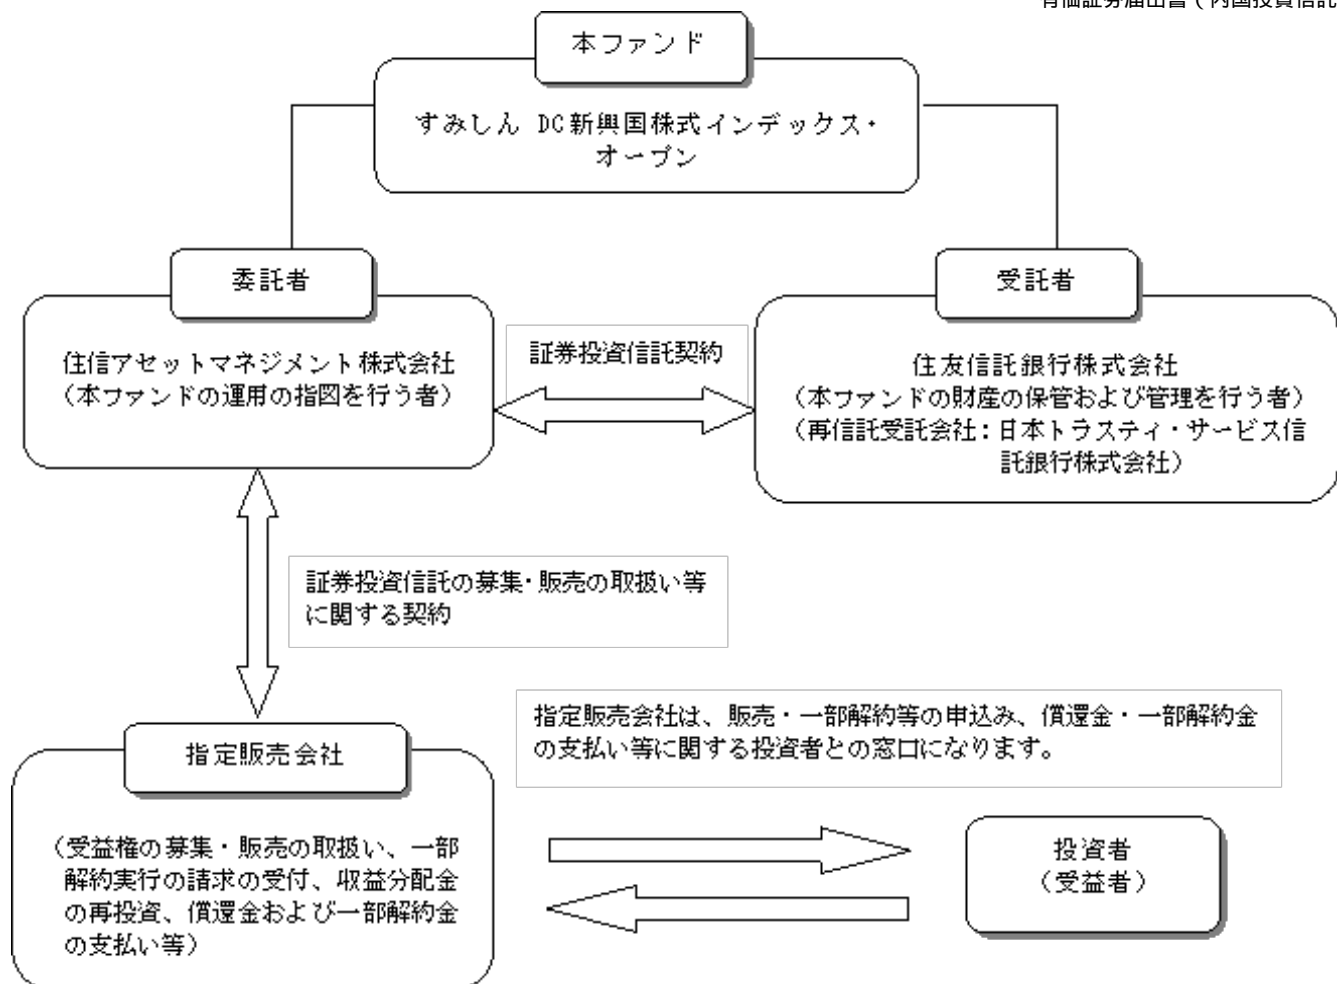 有価証券届出書（内国投資信託
本ファンド
すみしん DC新興国株式インデックス・
オープン
委託者
受託者
住信アセットマネジメント株式会社
（本ファンドの運用の指図を行う者）
証券投資信託契約
住友信託銀行株式会社
（本ファンドの財産の保管および管理を行う者）
（再信託受託会社：日本トラスティ・サービス信
託銀行株式会社）
証券投資信託の募集・販売の取扱い等
に関する契約
指定販売会社は、販売・一部解約等の申込み、償還金・一部解約金
の支払い等に関する投資者との窓口になります。
指定販売会社
（受益権の募集・販売の取扱い、一部
解約実行の請求の受付、収益分配金
の再投資、償還金および一部解約金
の支払い等）
投資者
（受益者）